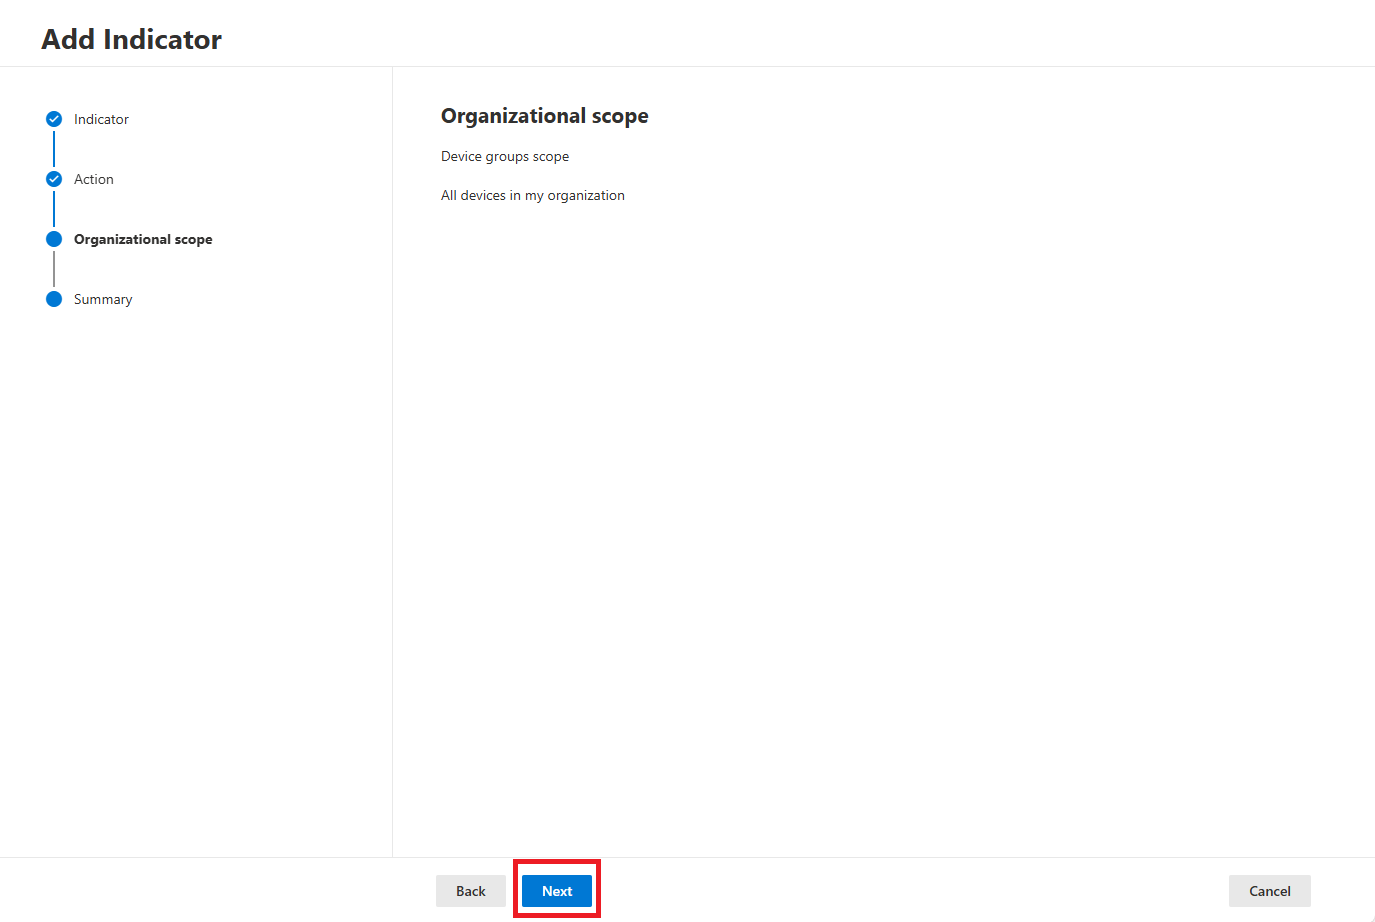 Add Indicator
Indicator
Action
Organizational scope
Summary
Organizational scope
Device groups scope
All devices in my organization
Back
Next
Cancel